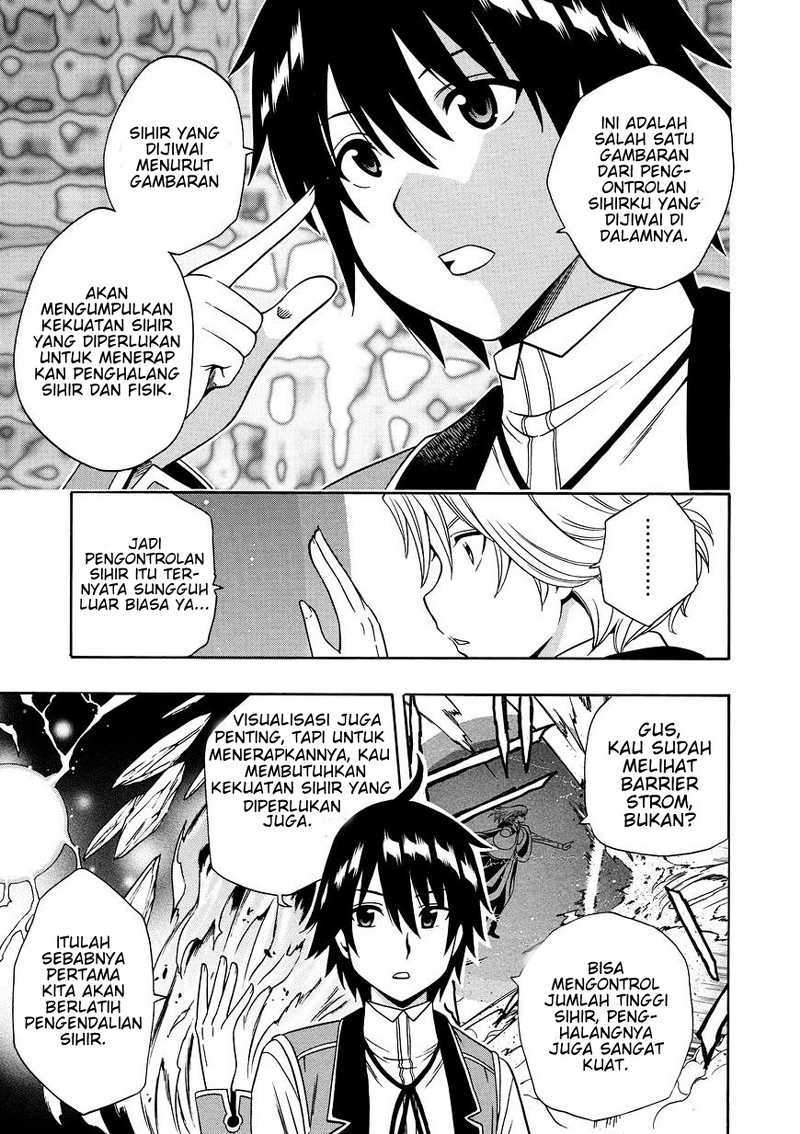 INI ADALAH
SALAH SATU
GAMBARAN
DARI PENG-
ONTROLAN
SIHIRKU YANG
DIJIWAI DI
DALAMNYA.
SIHIR YANG
DIJIWAI
MENURUT
GAMBARAN
AKAN
MENGUMPULKAN
KEKUATAN SIHIR
YANG DIPERLUKAN
UNTUK MENERAP
KAN PENGHALANG
SIHIR DAN FISIK.
........
JADI
PENGONTROLAN
SIHIR ITU TER-
NYATA SUNGGUH
LUAR BIASA YA...
GUS,
KAU SUDAH
MELIHAT
BARRIER
STROM,
BUKAN?
BISA
MENGONTROL
JUMLAH TINGGI
SIHIR, PENG-
HALANGNYA
JUGA SANGAT
KUAT.
VISUALISASI JUGA
PENTING, TAPI UNTUK
MENERAPKANNYA, KAU
MEMBUTUHKAN
KEKUATAN SIHIR YANG
DIPERLUKAN
JUGA.
ITULAH
SEBABNYA
PERTAMA
KITA AKAN
BERLATIH
PENGENDALIAN
SIHIR.